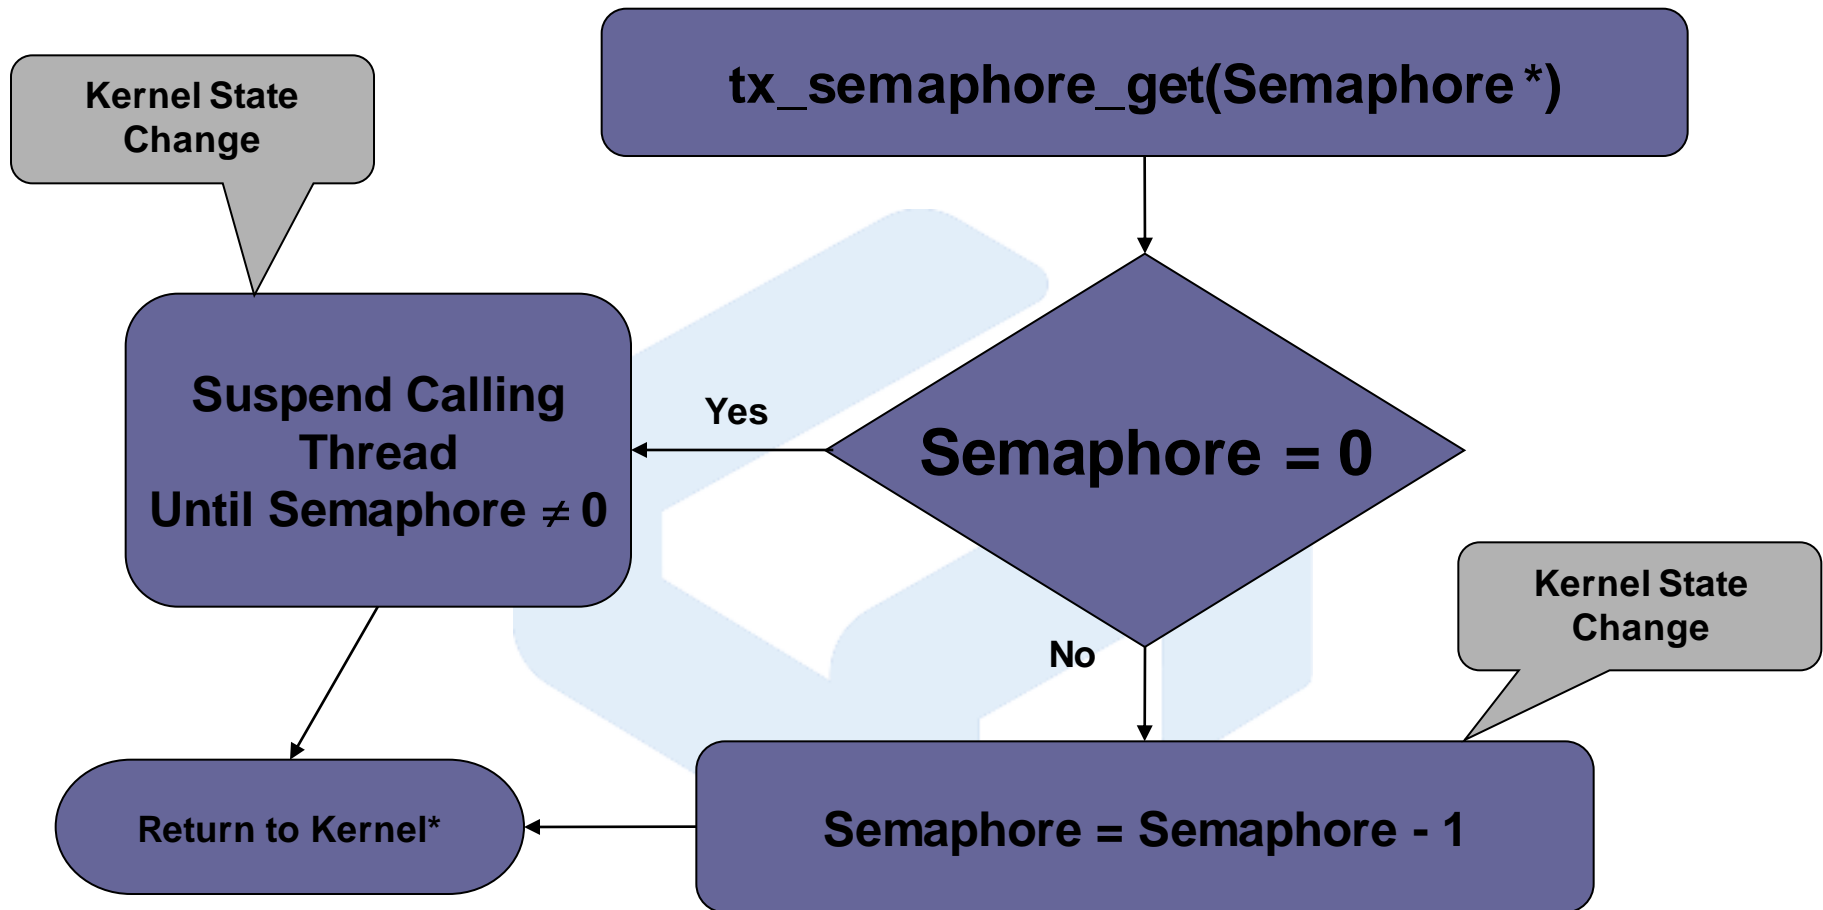 Kernel State
Change
tx_semaphore_get(Semaphore *)
Suspend Calling
Thread
Until Semaphore ≠ 0
Yes
Semaphore = 0
No
Kernel State
Change
Return to Kernel*
Semaphore = Semaphore - 1